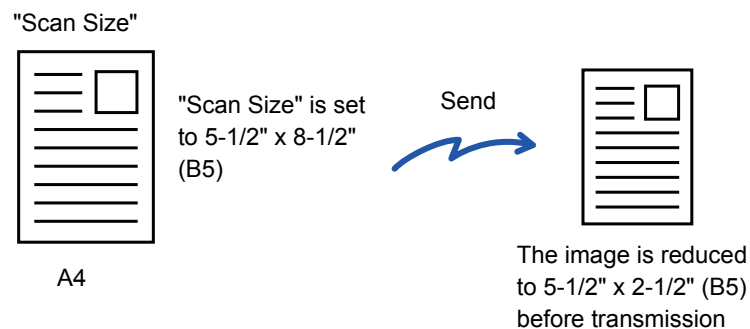 "Scan Size"
"Scan Size" is set
to 5-1/2" x 8-1/2"
(B5)
Send
A4
The image is reduced
to 5-1/2" x 2-1/2" (B5)
before transmission